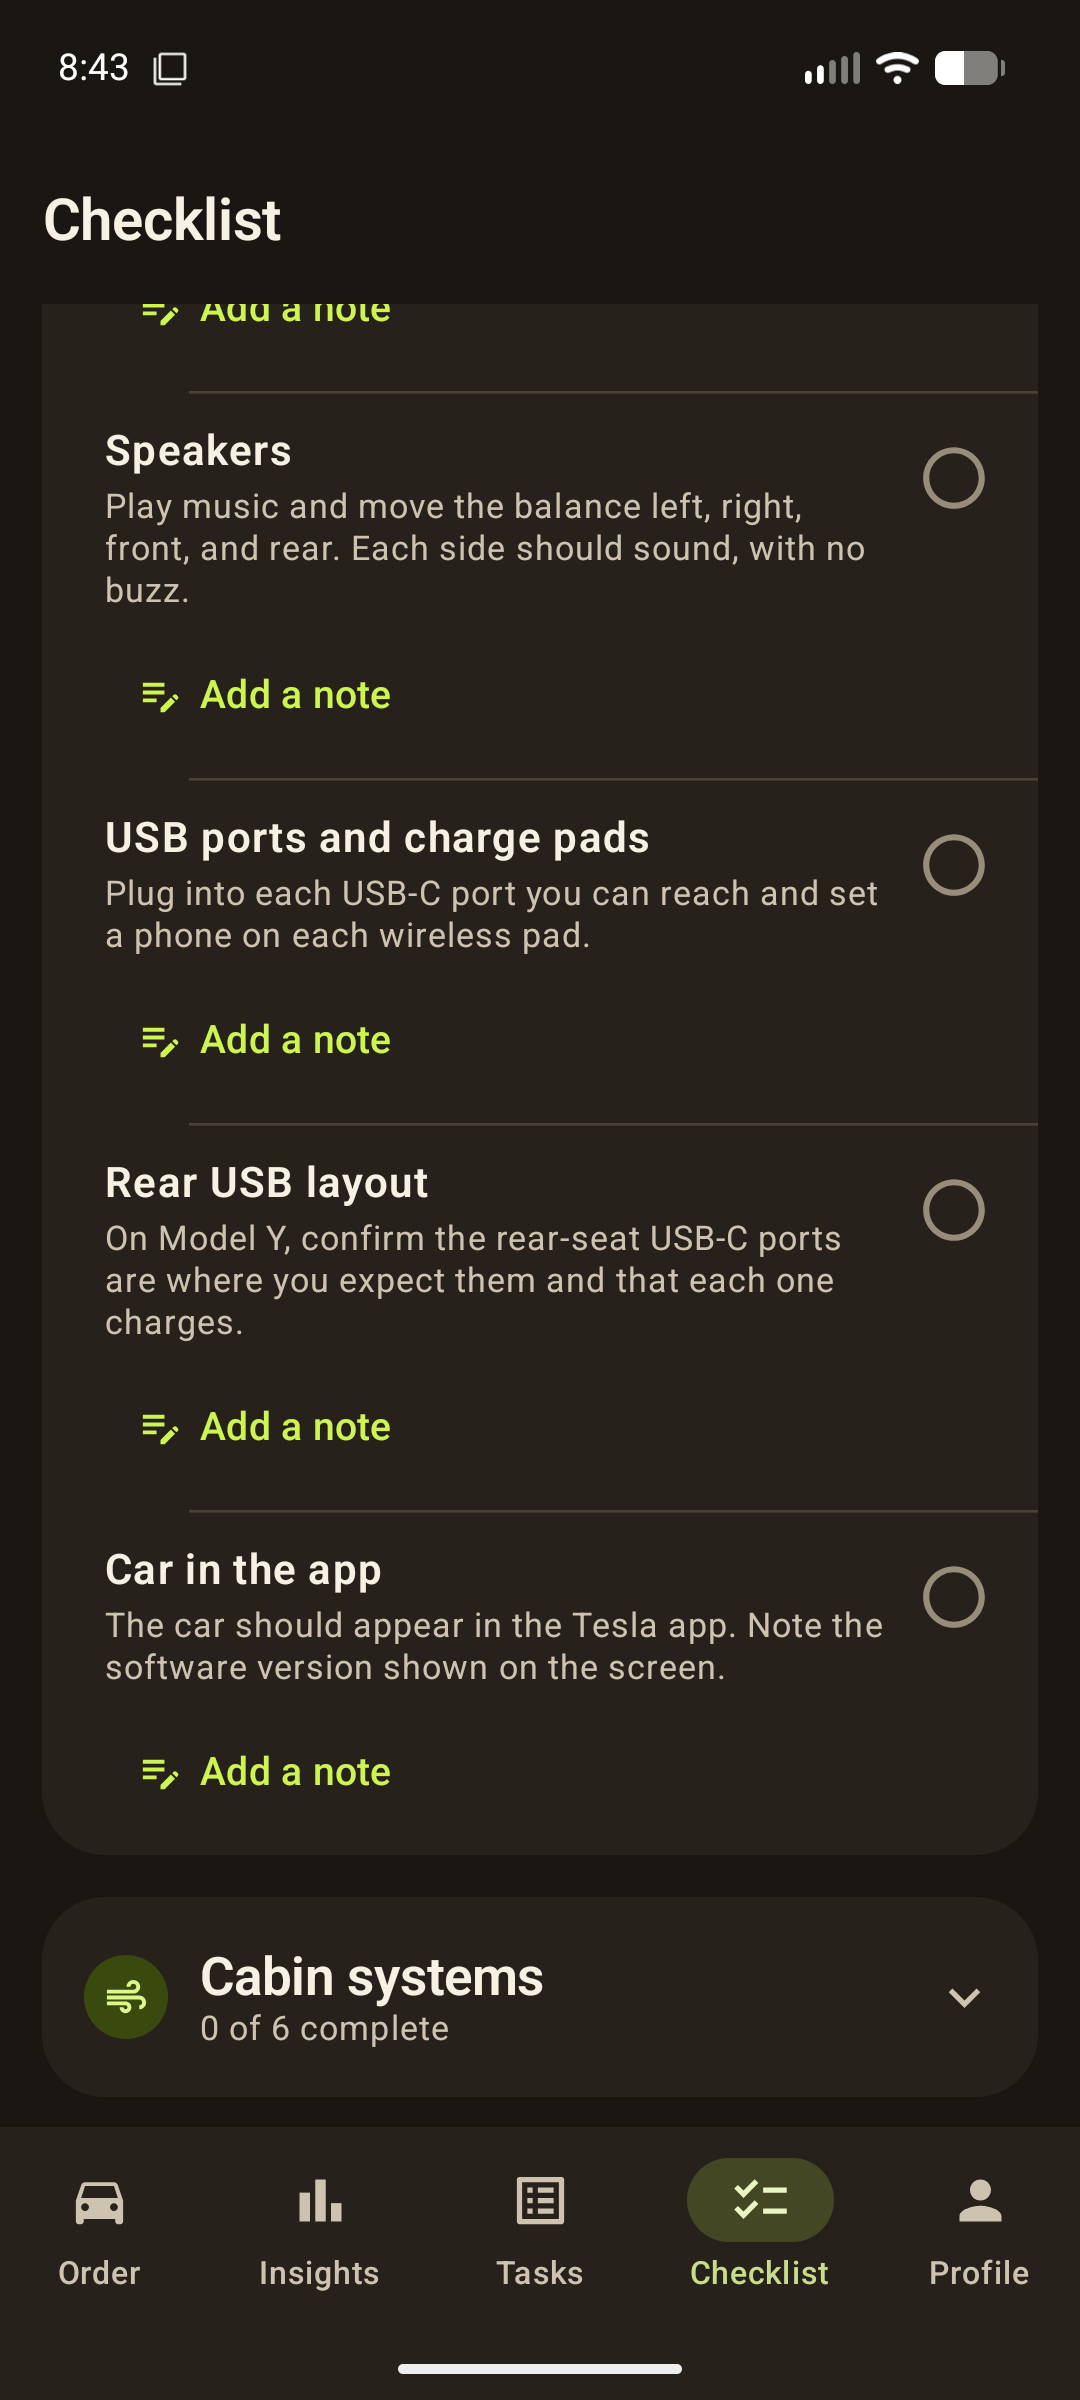 8:43
Checklist
Add a note
Speakers
Play music and move the balance left, right,
front, and rear. Each side should sound, with no
buzz.
Add a note
USB ports and charge pads
Plug into each USB-C port you can reach and set
a phone on each wireless pad.
Add a note
Rear USB layout
On Model Y, confirm the rear-seat USB-C ports
are where you expect them and that each one
charges.
Add a note
Car in the app
The car should appear in the Tesla app. Note the
software version shown on the screen.
Add a note
Cabin systems
0 of 6 complete
Order
Insights
Tasks
Checklist
Profile